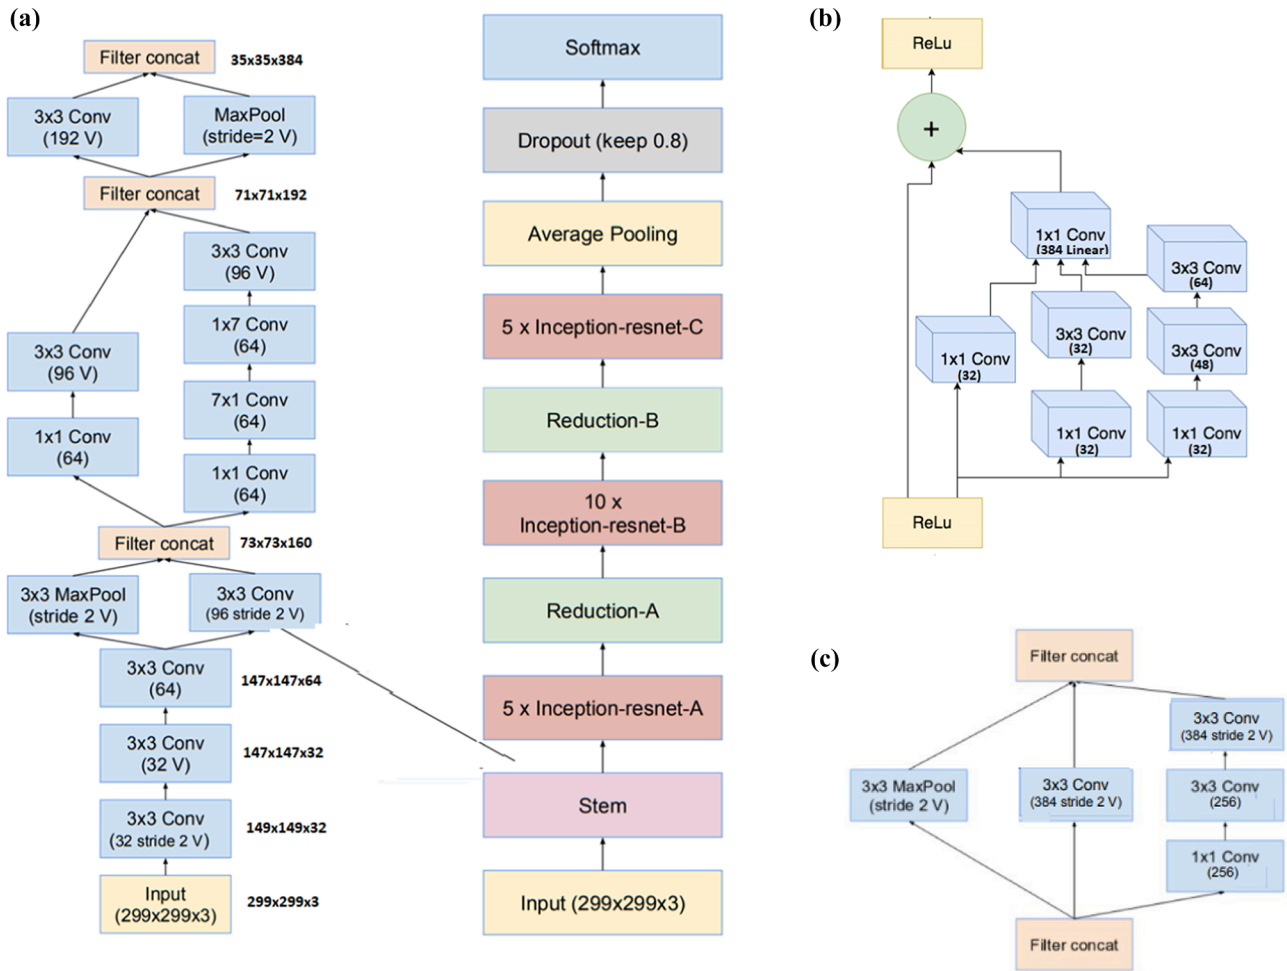 (a)
Filter concat 35x35x384
3x3 Conv
(192 V)
MaxPool
(stride=2 V)
Filter concat 71x71x192
3x3 Conv
(96 V)
1x7 Conv
(64)
3x3 Conv
(96 V)
7x1 Conv
(64)
1x1 Conv
(64)
1x1 Conv
(64)
Filter concat 73x73x160
3x3 MaxPool
(stride 2 V)
3x3 Conv
(96 stride 2 V)
3x3 Conv
(64)
147x147x64
3x3 Conv
(32 V)
147x147x32
3x3 Conv
(32 stride 2 V)
149x149x32
Input
(299x299x3)
299x299x3
Softmax
Dropout (keep 0.8)
Average Pooling
5 x Inception-resnet-C
Reduction-B
10 x
Inception-resnet-B
Reduction-A
5 x Inception-resnet-A
Stem
Input (299x299x3)
(b)
ReLu
+
1x1 Conv
(384 Linear)
3x3 Conv
(64)
1x1 Conv
(32)
3x3 Conv
(32)
3x3 Conv
(48)
1x1 Conv
(32)
1x1 Conv
(32)
ReLu
(c)
Filter concat
3x3 Conv
(384 stride 2 V)
3x3 MaxPool
(stride 2 V)
3x3 Conv
(384 stride 2 V)
3x3 Conv
(256)
1x1 Conv
(256)
Filter concat